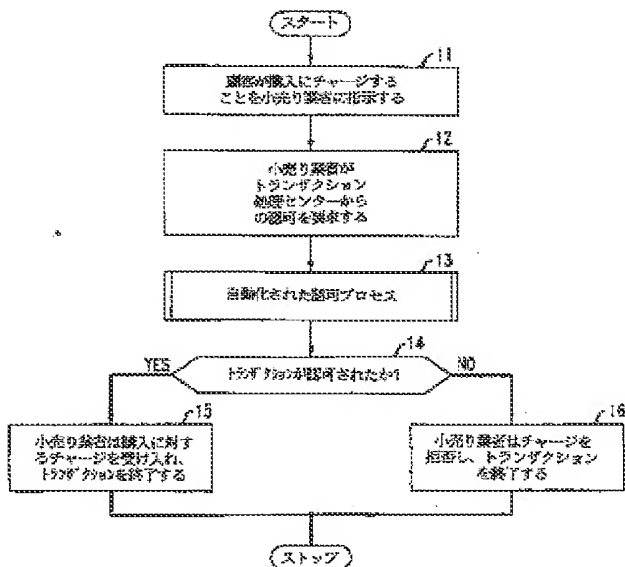 スタート
11
顧客が購入にチャージする
ことを小売り業者に指示する
12
小売り業者が
トランザクション
処理センターから
の認可を要求する
13
自動化された認可プロセス
14
トランザクションが認可されたか?
YES
NO
15
小売り業者は購入に対す
るチャージを受け入れ、
トランザクションを終了する
16
小売り業者はチャージを
拒否し、トランザクション
を終了する
ストップ